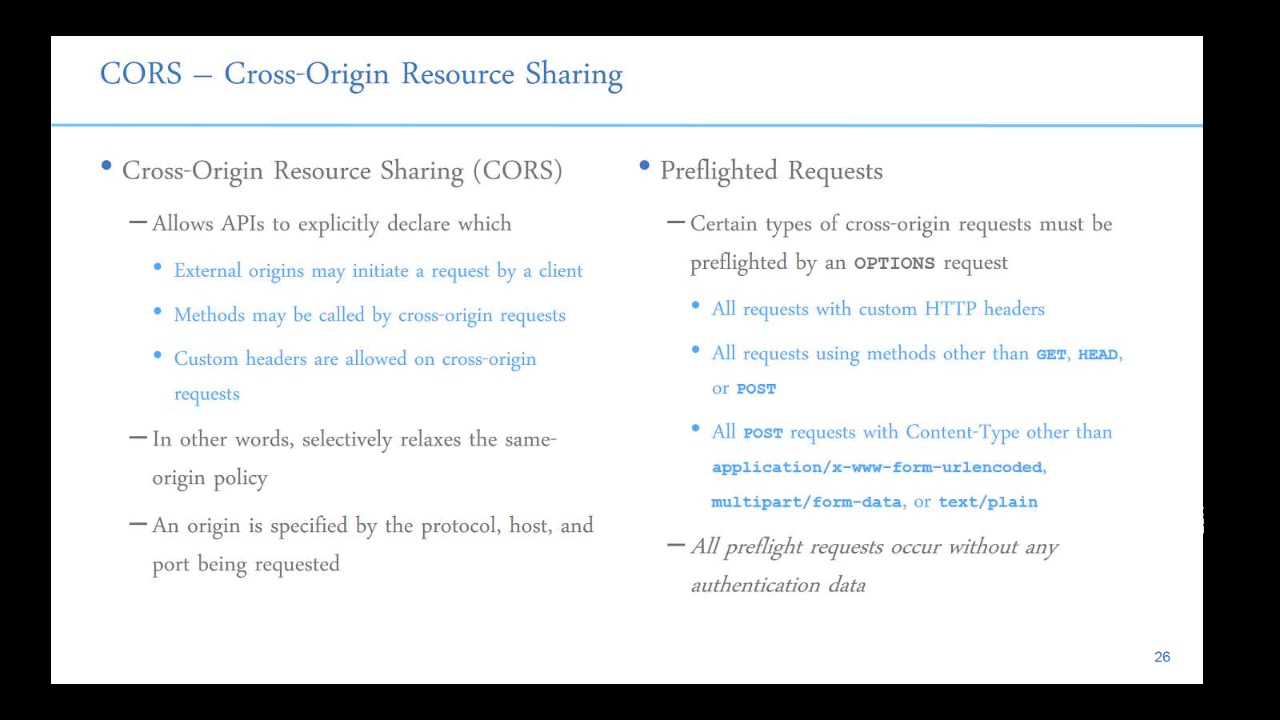 CORS – Cross-Origin Resource Sharing
• Cross-Origin Resource Sharing (CORS)
– Allows APIs to explicitly declare which
• External origins may initiate a request by a client
• Methods may be called by cross-origin requests
• Custom headers are allowed on cross-origin
requests
– In other words, selectively relaxes the same-
origin policy
– An origin is specified by the protocol, host, and
port being requested
• Preflighted Requests
– Certain types of cross-origin requests must be
preflighted by an OPTIONS request
• All requests with custom HTTP headers
• All requests using methods other than GET, HEAD,
or POST
• All POST requests with Content-Type other than
application/x-www-form-urlencoded,
multipart/form-data, or text/plain
– All preflight requests occur without any
authentication data
26